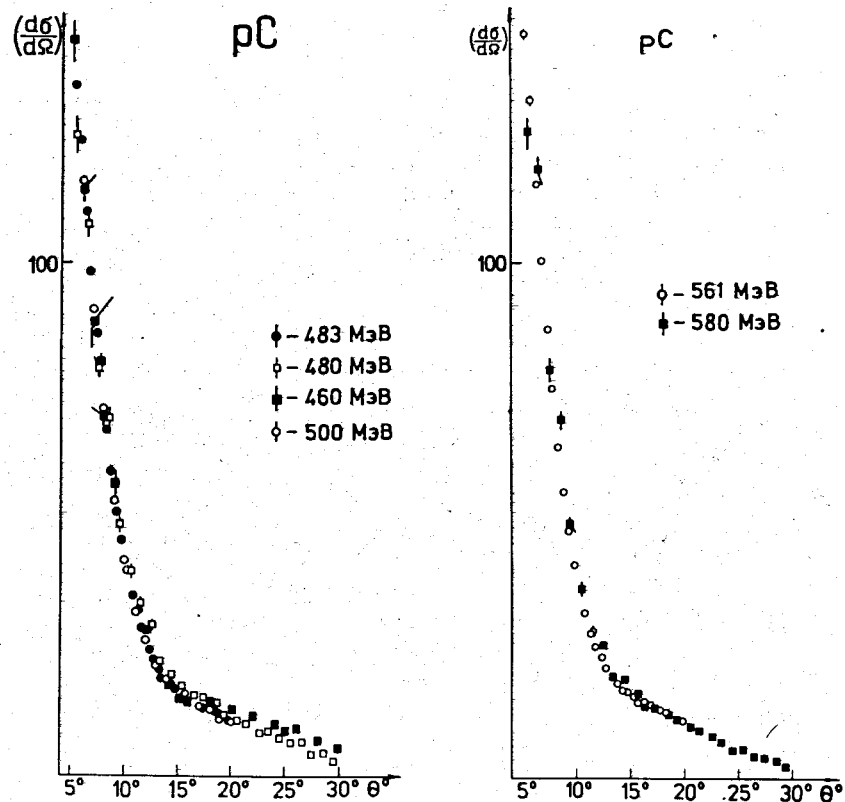 (dσ/dΩ)
pC
100
– 483 МэВ
– 480 МэВ
– 460 МэВ
– 500 МэВ
5° 10° 15° 20° 25° 30° θ°
(dσ/dΩ)
pC
100
– 561 МэВ
– 580 МэВ
5° 10° 15° 20° 25° 30° θ°